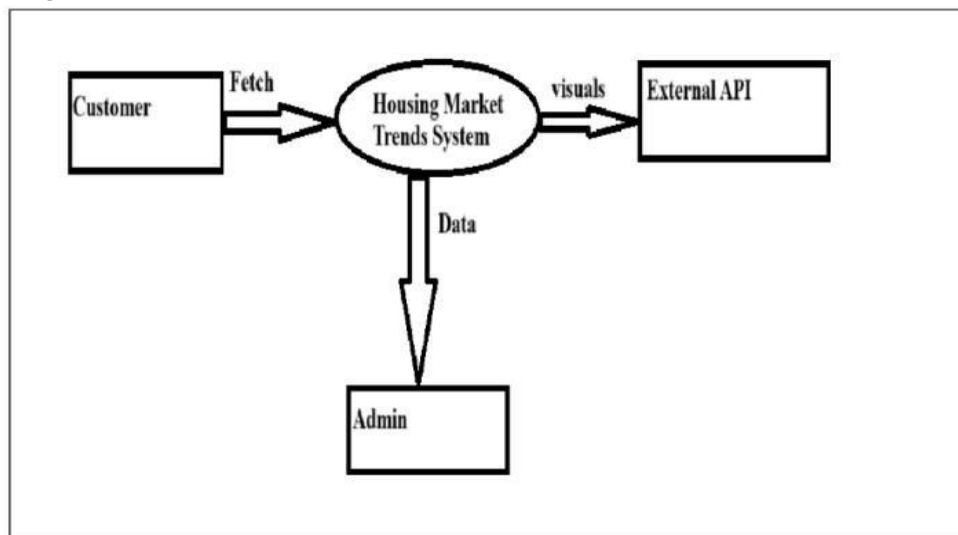 Customer
Fetch
Housing Market
Trends System
visuals
External API
Data
Admin